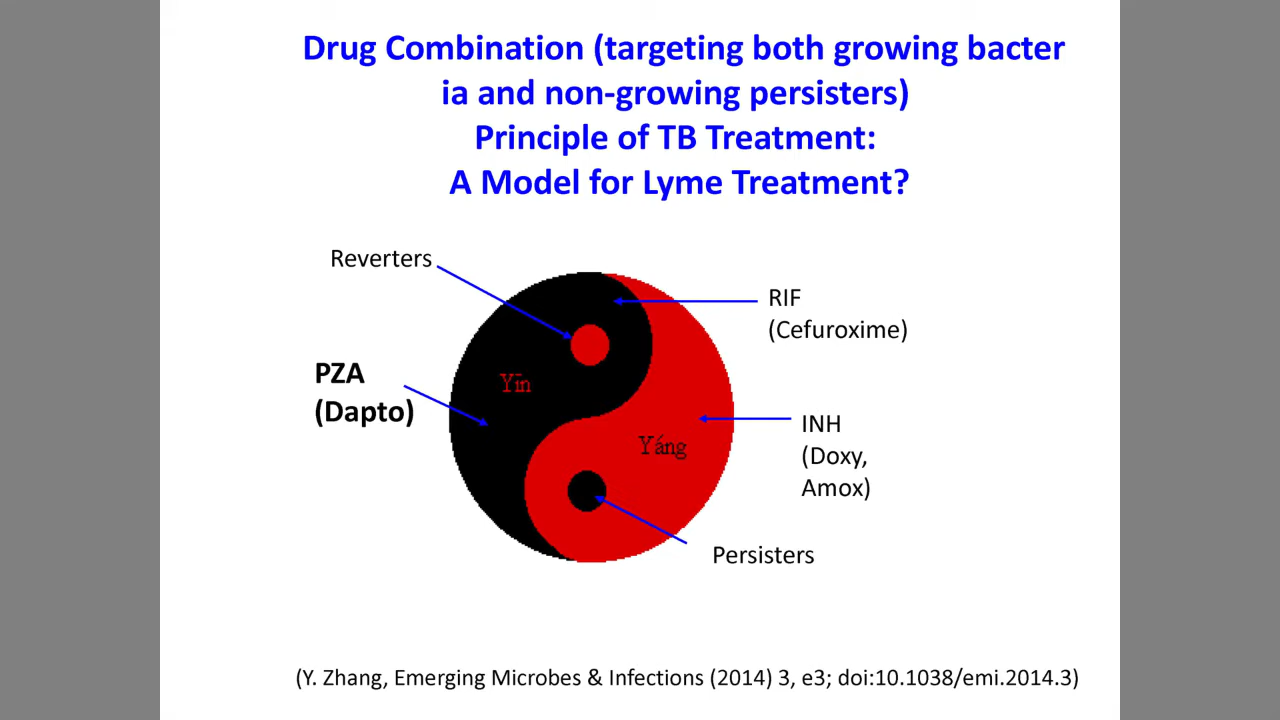 Drug Combination (targeting both growing bacter
ia and non-growing persisters)
Principle of TB Treatment:
A Model for Lyme Treatment?
Reverters
RIF
(Cefuroxime)
PZA
(Dapto)
Yīn
INH
(Doxy,
Amox)
Yáng
Persisters
(Y. Zhang, Emerging Microbes & Infections (2014) 3, e3; doi:10.1038/emi.2014.3)